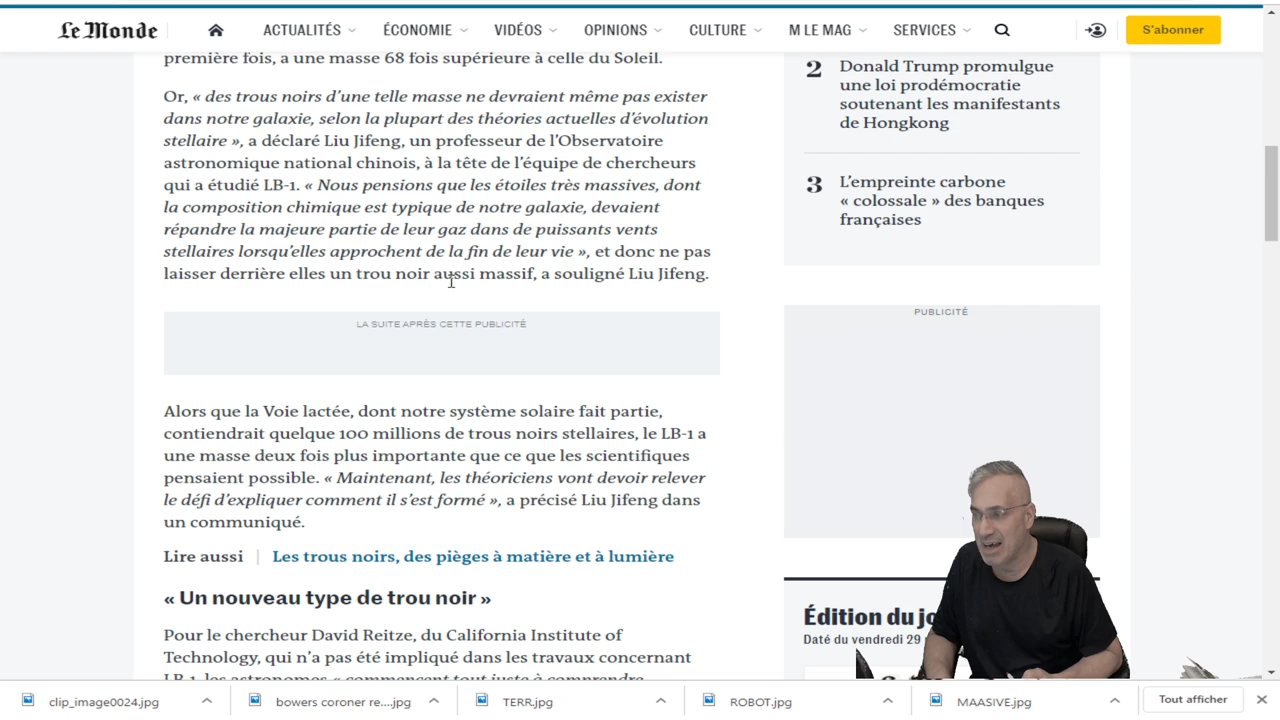 Le Monde
ACTUALITÉS
ÉCONOMIE
VIDÉOS
OPINIONS
CULTURE
M LE MAG
SERVICES
S'abonner
première fois, a une masse 68 fois supérieure à celle du Soleil.
Or, « des trous noirs d'une telle masse ne devraient même pas exister
dans notre galaxie, selon la plupart des théories actuelles d'évolution
stellaire », a déclaré Liu Jifeng, un professeur de l'Observatoire
astronomique national chinois, à la tête de l'équipe de chercheurs
qui a étudié LB-1. « Nous pensions que les étoiles très massives, dont
la composition chimique est typique de notre galaxie, devaient
répandre la majeure partie de leur gaz dans de puissants vents
stellaires lorsqu'elles approchent de la fin de leur vie », et donc ne pas
laisser derrière elles un trou noir aussi massif, a souligné Liu Jifeng.
LA SUITE APRÈS CETTE PUBLICITÉ
Alors que la Voie lactée, dont notre système solaire fait partie,
contiendrait quelque 100 millions de trous noirs stellaires, le LB-1 a
une masse deux fois plus importante que ce que les scientifiques
pensaient possible. « Maintenant, les théoriciens vont devoir relever
le défi d'expliquer comment il s'est formé », a précisé Liu Jifeng dans
un communiqué.
Lire aussi | Les trous noirs, des pièges à matière et à lumière
« Un nouveau type de trou noir »
Pour le chercheur David Reitze, du California Institute of
Technology, qui n'a pas été impliqué dans les travaux concernant
LB-1, les astronomes « commencent tout juste à comprendre
2 Donald Trump promulgue
une loi prodémocratie
soutenant les manifestants
de Hongkong
3 L'empreinte carbone
« colossale » des banques
françaises
PUBLICITÉ
Édition du jo
Daté du vendredi 29
clip_image0024.jpg
bowers coroner re....jpg
TERR.jpg
ROBOT.jpg
MAASIVE.jpg
Tout afficher